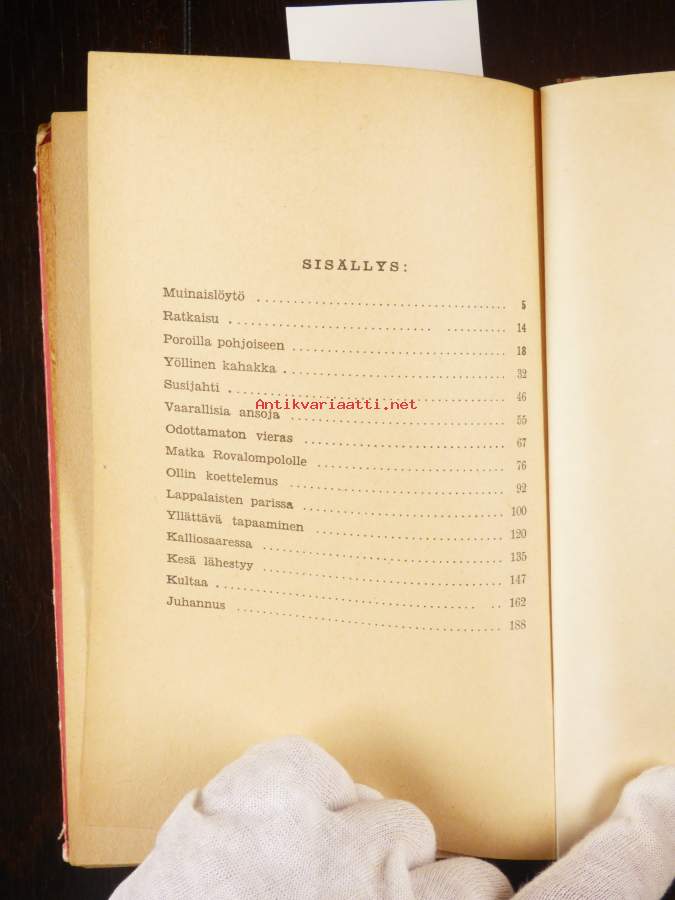 SISÄLLYS:
Muinaislöytö 5
Ratkaisu 14
Poroilla pohjoiseen 18
Yöllinen kahakka 32
Susijahti 46
Antikvariaatti.net
Vaarallisia ansoja 55
Odottamaton vieras 67
Matka Rovalompololle 76
Ollin koettelemus 92
Lappalaisten parissa 100
Yllättävä tapaaminen 120
Kalliosaaressa 135
Kesä lähestyy 147
Kultaa 162
Juhannus 188